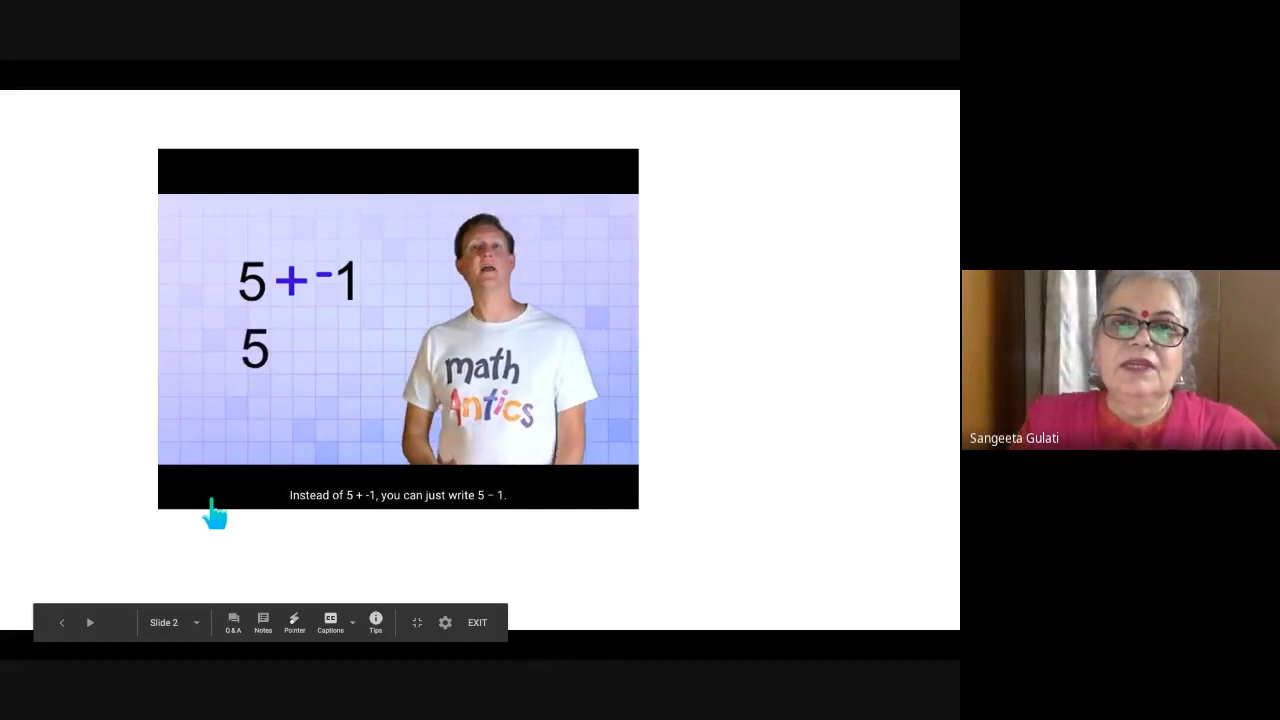 5 + -1
5
math
Antics
Instead of 5 + -1, you can just write 5 − 1.
Sangeeta Gulati
Slide 2
Q & A
Notes
Pointer
CC
Captions
Tips
EXIT